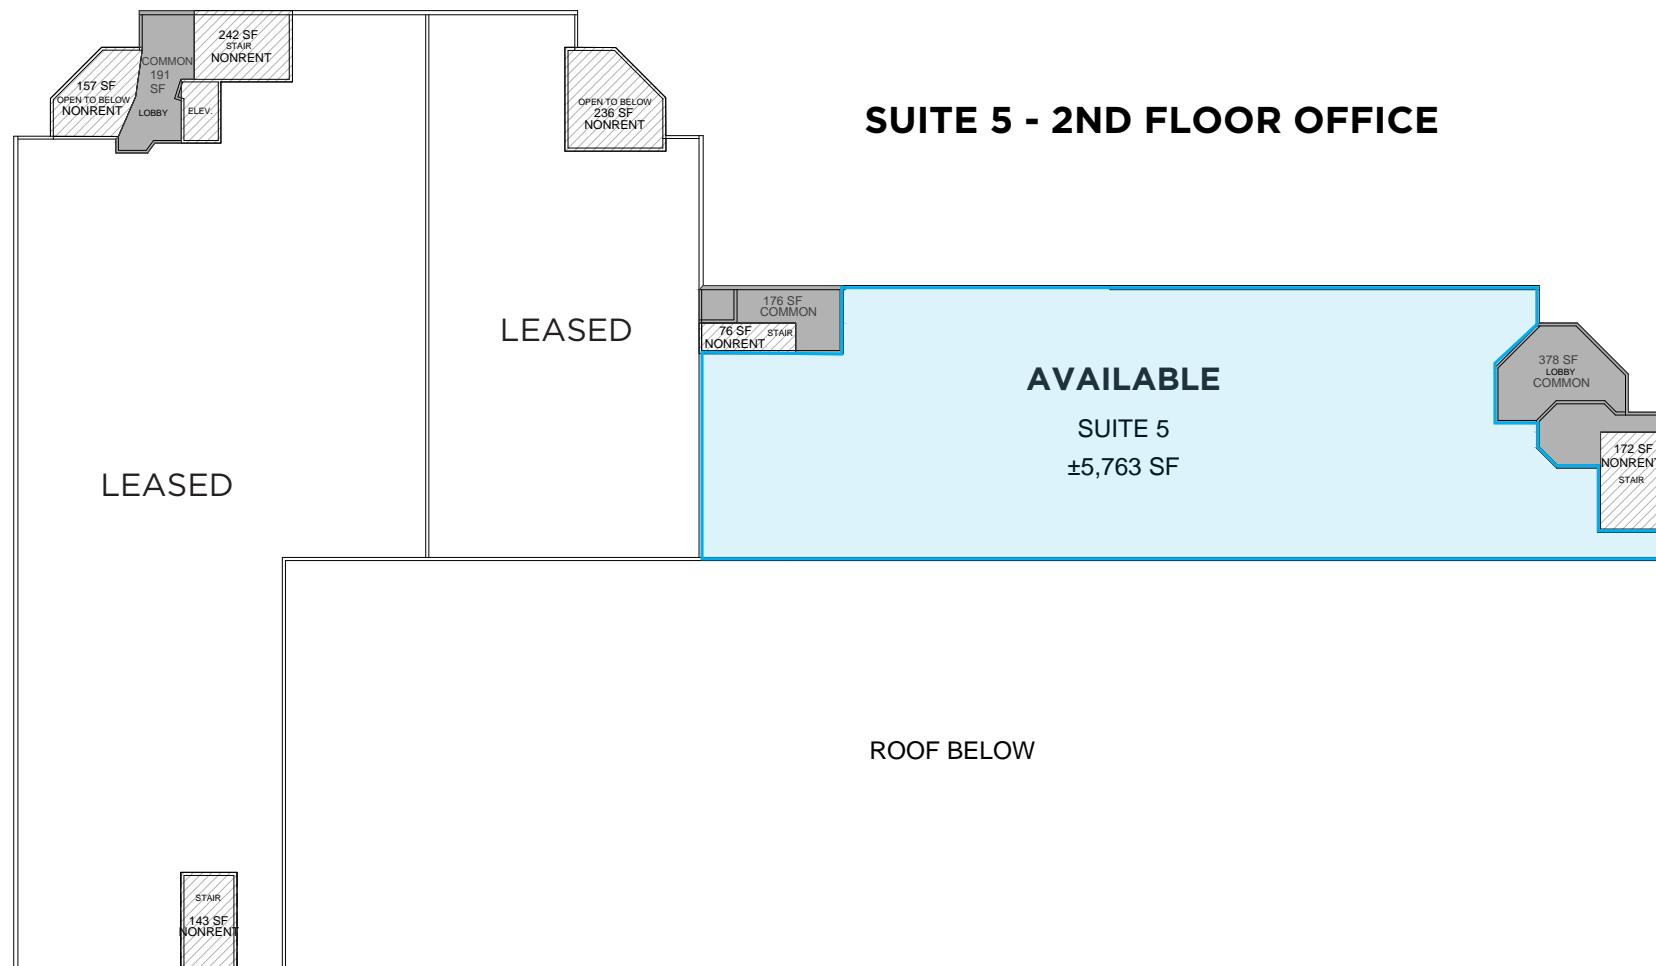 242 SF
STAIR
NONRENT
COMMON
191
SF
LOBBY
157 SF
OPEN TO BELOW
NONRENT
ELEV.
OPEN TO BELOW
236 SF
NONRENT
SUITE 5 - 2ND FLOOR OFFICE
176 SF
COMMON
76 SF
STAIR
NONRENT
LEASED
AVAILABLE
SUITE 5
±5,763 SF
378 SF
LOBBY
COMMON
172 SF
NONRENT
STAIR
LEASED
ROOF BELOW
STAIR
143 SF
NONRENT